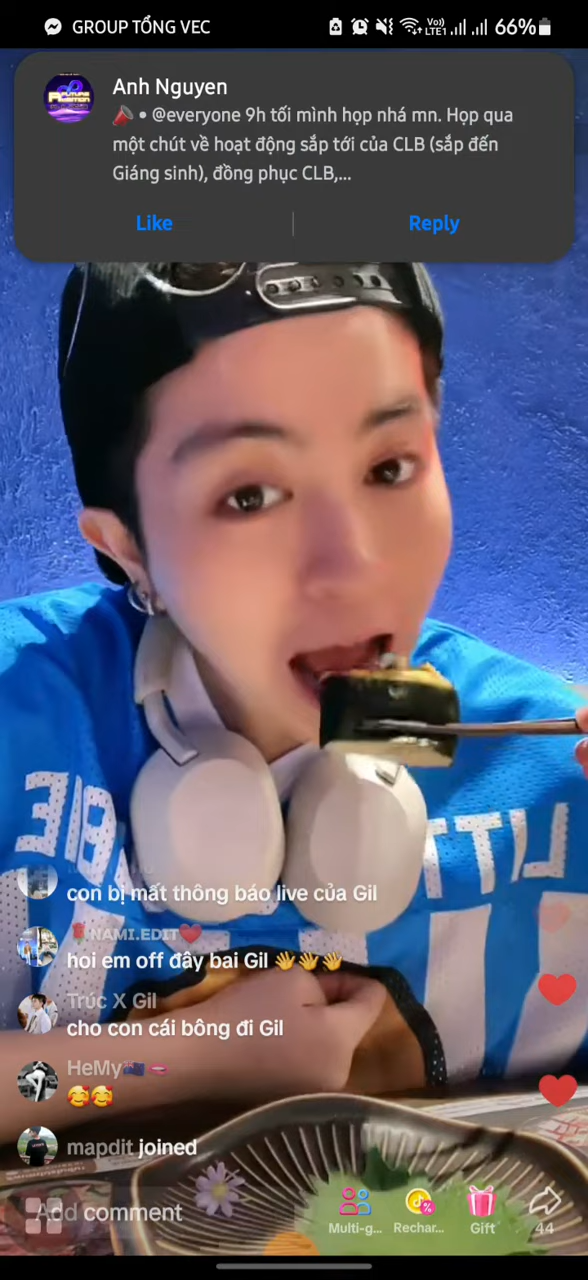 GROUP TỔNG VEC
Vo))
LTE1
66%
Anh Nguyen
📣 • @everyone 9h tối mình họp nhá mn. Họp qua
một chút về hoạt động sắp tới của CLB (sắp đến
Giáng sinh), đồng phục CLB,...
Like
Reply
con bị mất thông báo live của Gil
🌹NAMI.EDIT❤️
hoi em off đây bai Gil 👋👋👋
Trúc X Gil
cho con cái bông đi Gil
HeMy🇦🇺👄
🥰🥰
mapdit joined
Add comment
Multi-g...
Rechar...
Gift
44